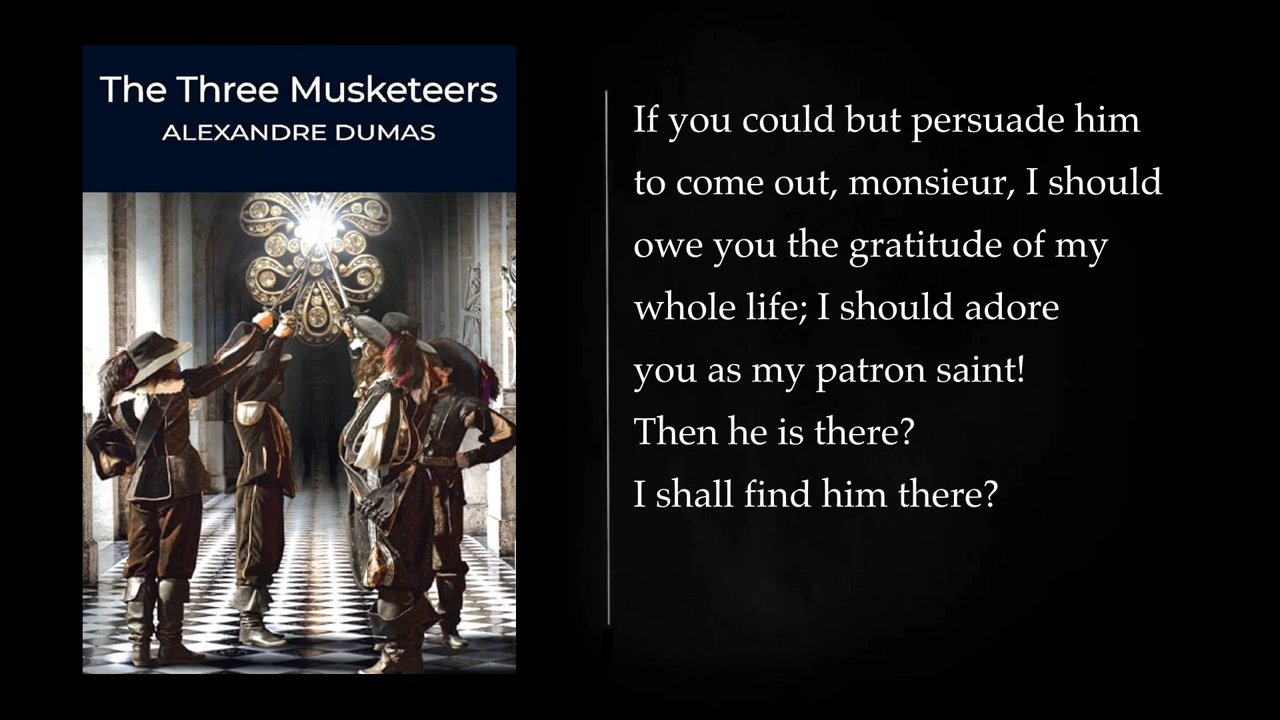 The Three Musketeers
ALEXANDRE DUMAS
If you could but persuade him
to come out, monsieur, I should
owe you the gratitude of my
whole life; I should adore
you as my patron saint!
Then he is there?
I shall find him there?